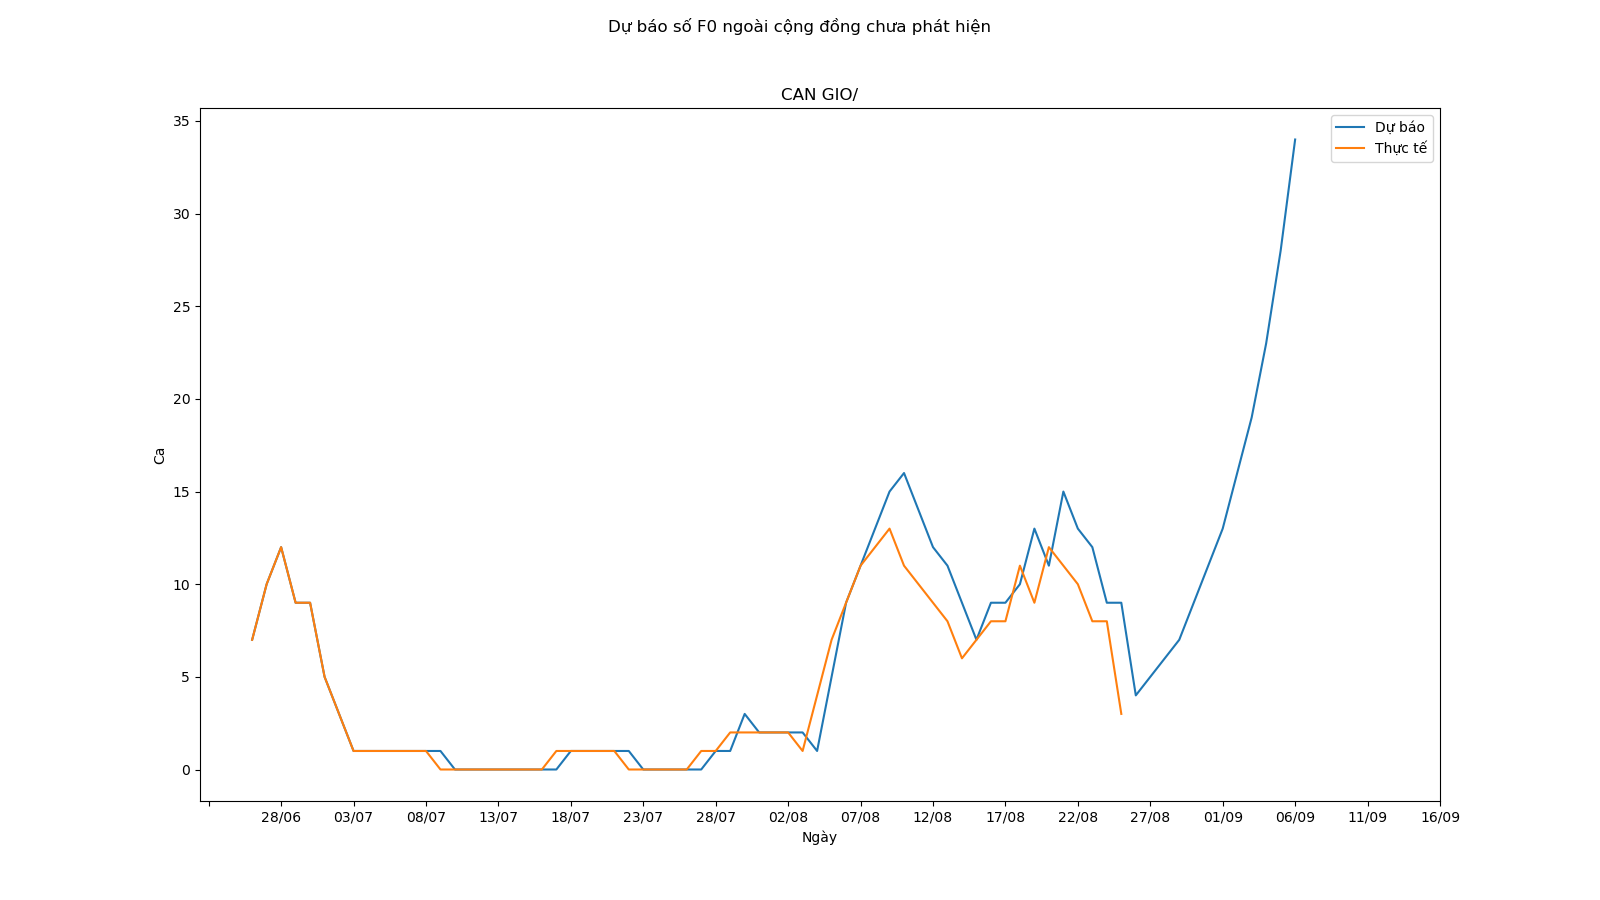 Dự báo số F0 ngoài cộng đồng chưa phát hiện
CAN GIO/
Dự báo
Thực tế
35
30
25
20
15
10
5
0
Ca
28/06 03/07 08/07 13/07 18/07 23/07 28/07 02/08 07/08 12/08 17/08 22/08 27/08 01/09 06/09 11/09 16/09
Ngày